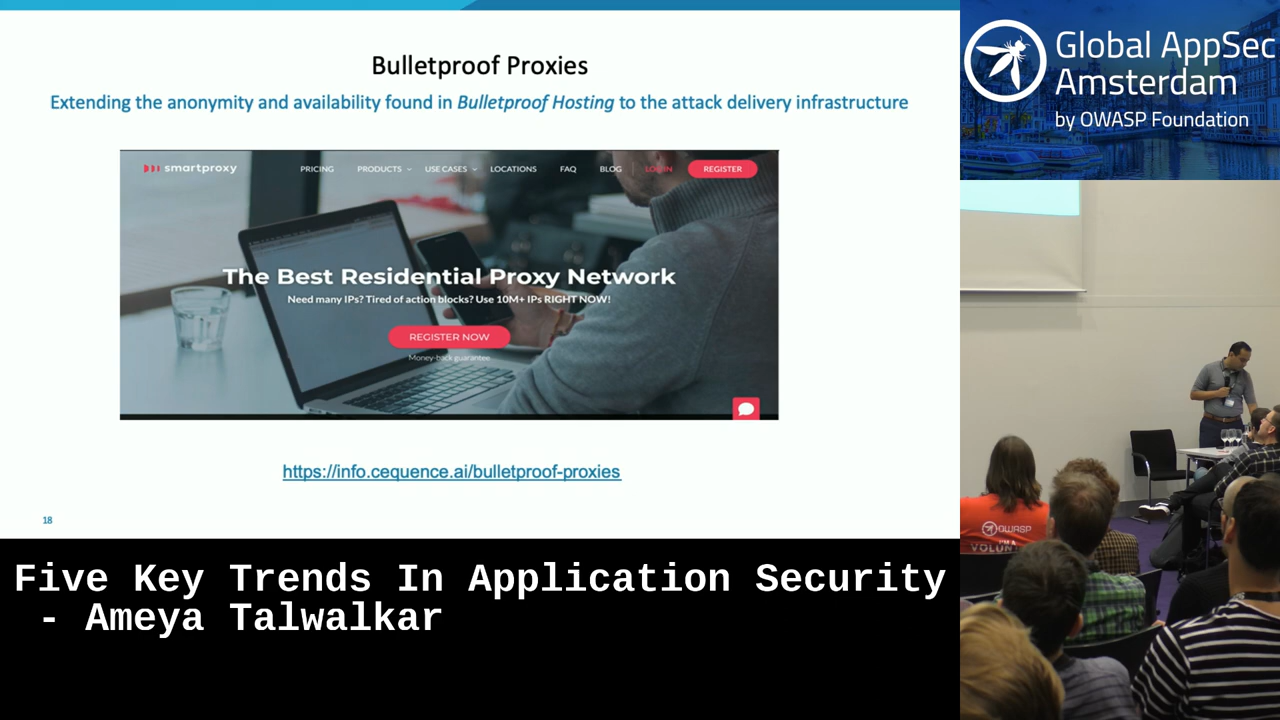 Bulletproof Proxies
Extending the anonymity and availability found in Bulletproof Hosting to the attack delivery infrastructure
smartproxy
PRICING PRODUCTS USE CASES LOCATIONS FAQ BLOG LOGIN REGISTER
The Best Residential Proxy Network
Need many IPs? Tired of action blocks? Use 10M+ IPs RIGHT NOW!
REGISTER NOW
Money-back guarantee
https://info.cequence.ai/bulletproof-proxies
18
Five Key Trends In Application Security
- Ameya Talwalkar
Global AppSec
Amsterdam
by OWASP Foundation
OWASP
I'M A
VOLUN